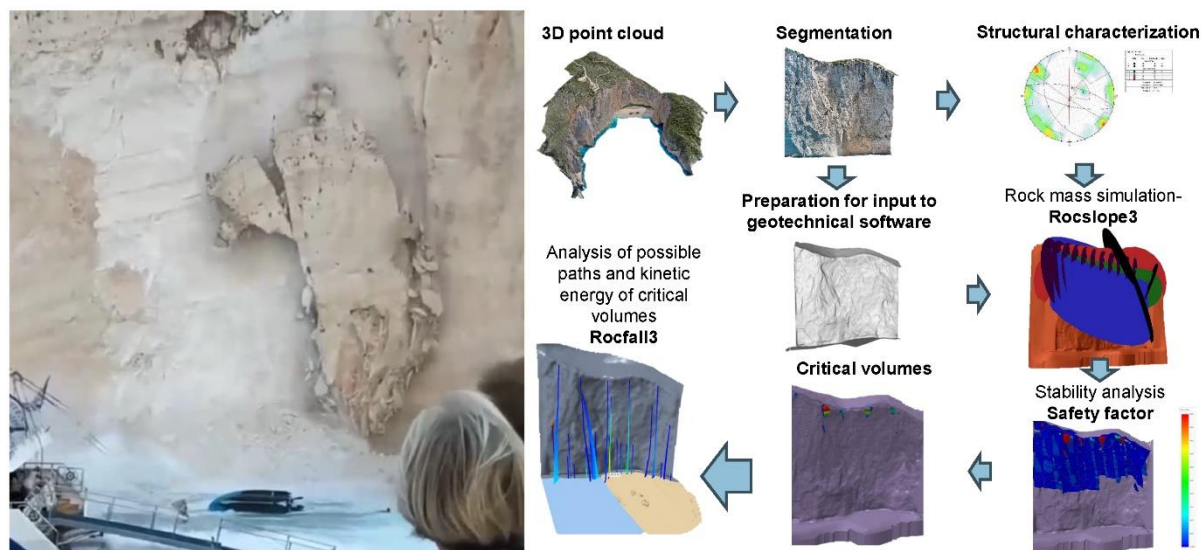 3D point cloud
Segmentation
Structural characterization
Preparation for input to
geotechnical software
Rock mass simulation-
Rocslope3
Analysis of possible
paths and kinetic
energy of critical
volumes
Rocfall3
Critical volumes
Stability analysis
Safety factor